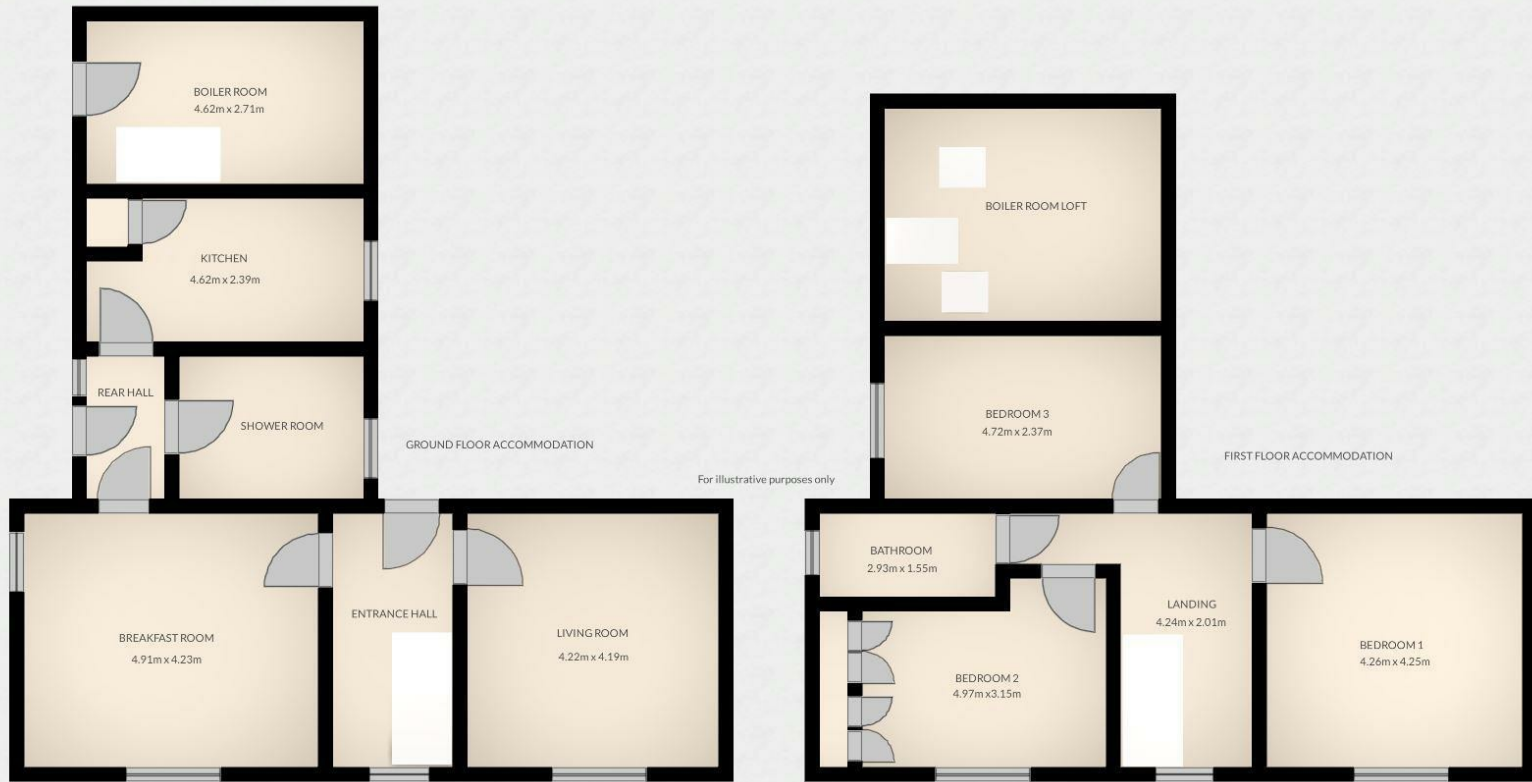 BOILER ROOM
4.62m x 2.71m
KITCHEN
4.62m x 2.39m
REAR HALL
SHOWER ROOM
GROUND FLOOR ACCOMMODATION
BREAKFAST ROOM
4.91m x 4.23m
ENTRANCE HALL
LIVING ROOM
4.22m x 4.19m
For illustrative purposes only
BOILER ROOM LOFT
BEDROOM 3
4.72m x 2.37m
FIRST FLOOR ACCOMMODATION
BATHROOM
2.93m x 1.55m
LANDING
4.24m x 2.01m
BEDROOM 2
4.97m x3.15m
BEDROOM 1
4.26m x 4.25m